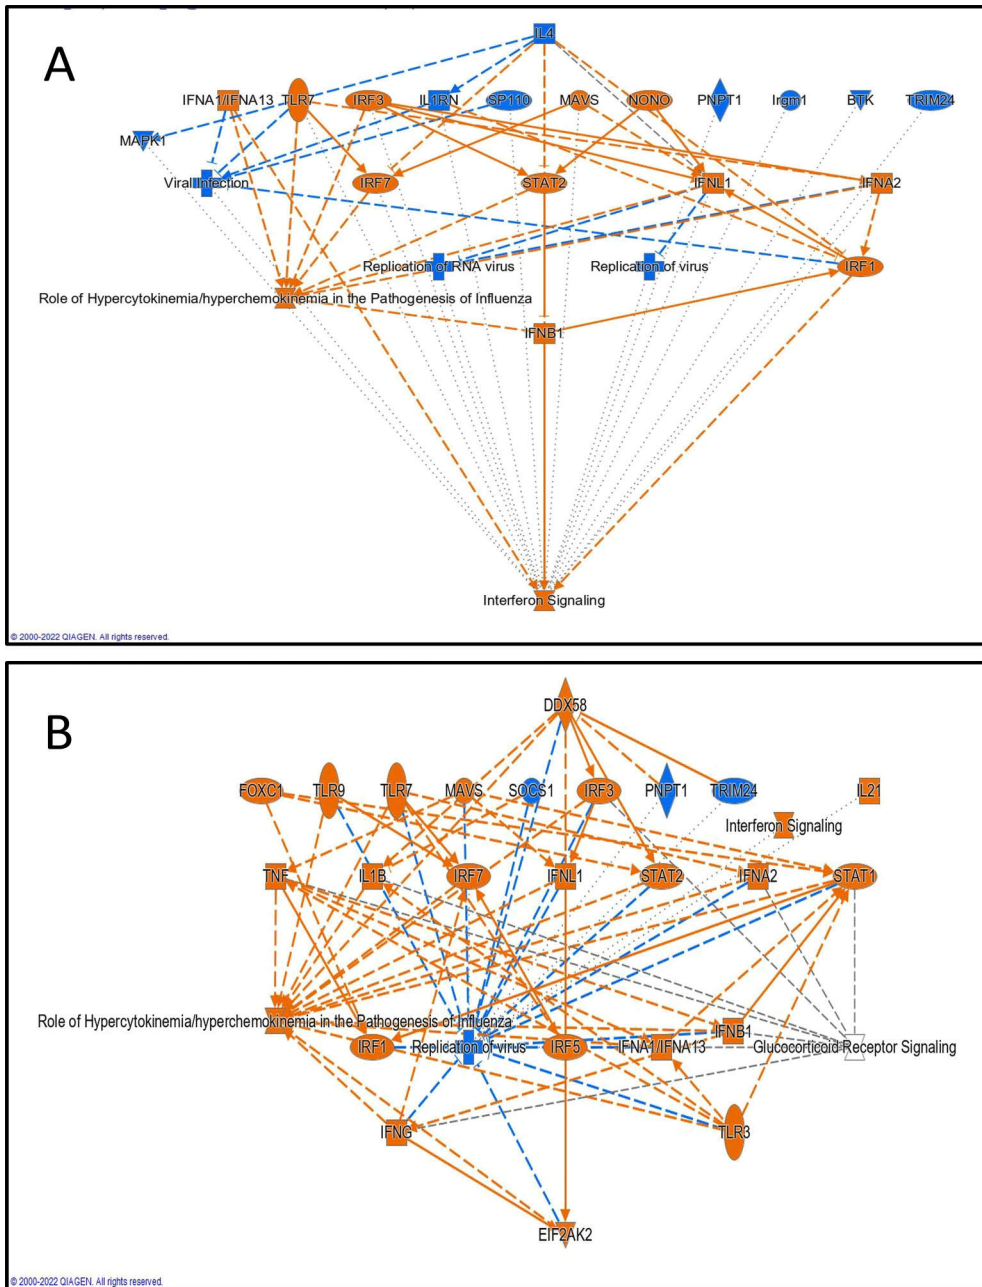 A
IL4
IFNA1/IFNA13 TLR7 IRF3 IL1RN SP110 MAVS NONO PNPT1 Irgm1 BTK TRIM24
MAPK1
Viral Infection IRF7 STAT2 IFNL1 IFNA2
Replication of RNA virus Replication of virus IRF1
Role of Hypercytokinemia/hyperchemokinemia in the Pathogenesis of Influenza
IFNB1
Interferon Signaling
© 2000-2022 QIAGEN. All rights reserved.
B
DDX58
FOXC1 TLR9 TLR7 MAVS SOCS1 IRF3 PNPT1 TRIM24 IL21
Interferon Signaling
TNF IL1B IRF7 IFNL1 STAT2 IFNA2 STAT1
Role of Hypercytokinemia/hyperchemokinemia in the Pathogenesis of Influenza IFNB1
IRF1 Replication of virus IRF5 IFNA1/IFNA13 Glucocorticoid Receptor Signaling
IFNG TLR3
EIF2AK2
© 2000-2022 QIAGEN. All rights reserved.